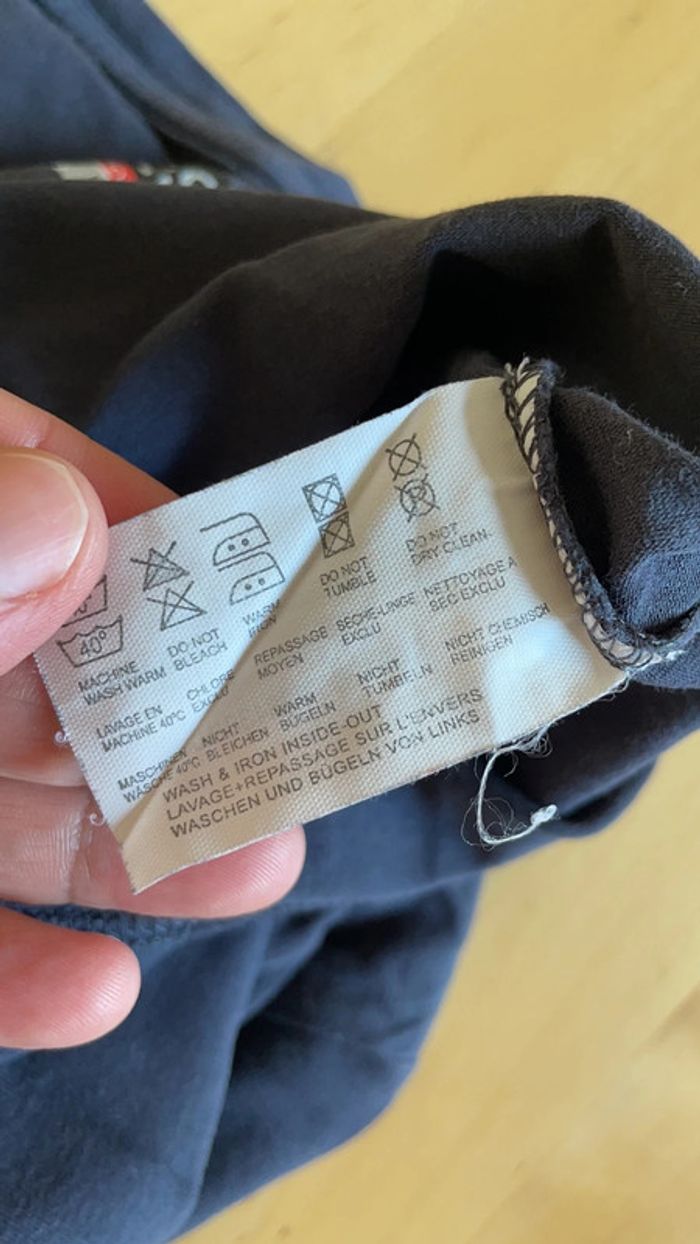 40°
P
MACHINE
WASH WARM
DO NOT
BLEACH
WARM
IRON
DO NOT
TUMBLE
DO NOT
DRY CLEAN.
LAVAGE EN
MACHINE 40°C
CHLORE
EXCLU
REPASSAGE
MOYEN
SECHE-LINGE
EXCLU
NETTOYAGE A
SEC EXCLU
MASCHINEN
WÄSCHE 40°C
NICHT
BLEICHEN
WARM
BÜGELN
NICHT
TUMBELN
NICHT CHEMISCH
REINIGEN
WASH & IRON INSIDE-OUT
LAVAGE+REPASSAGE SUR L'ENVERS
WASCHEN UND BÜGELN VON LINKS